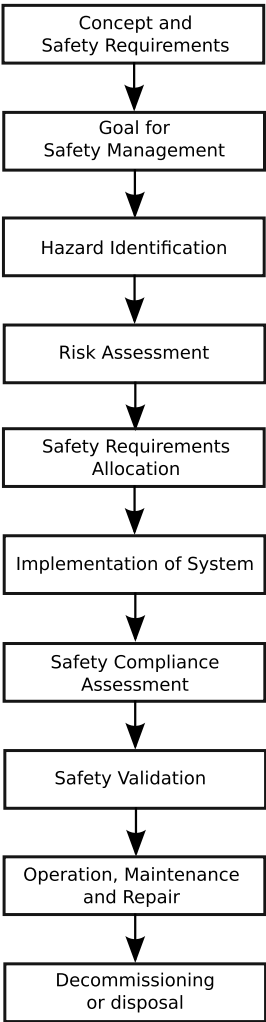 Concept and
Safety Requirements
Goal for
Safety Management
Hazard Identification
Risk Assessment
Safety Requirements
Allocation
Implementation of System
Safety Compliance
Assessment
Safety Validation
Operation, Maintenance
and Repair
Decommissioning
or disposal